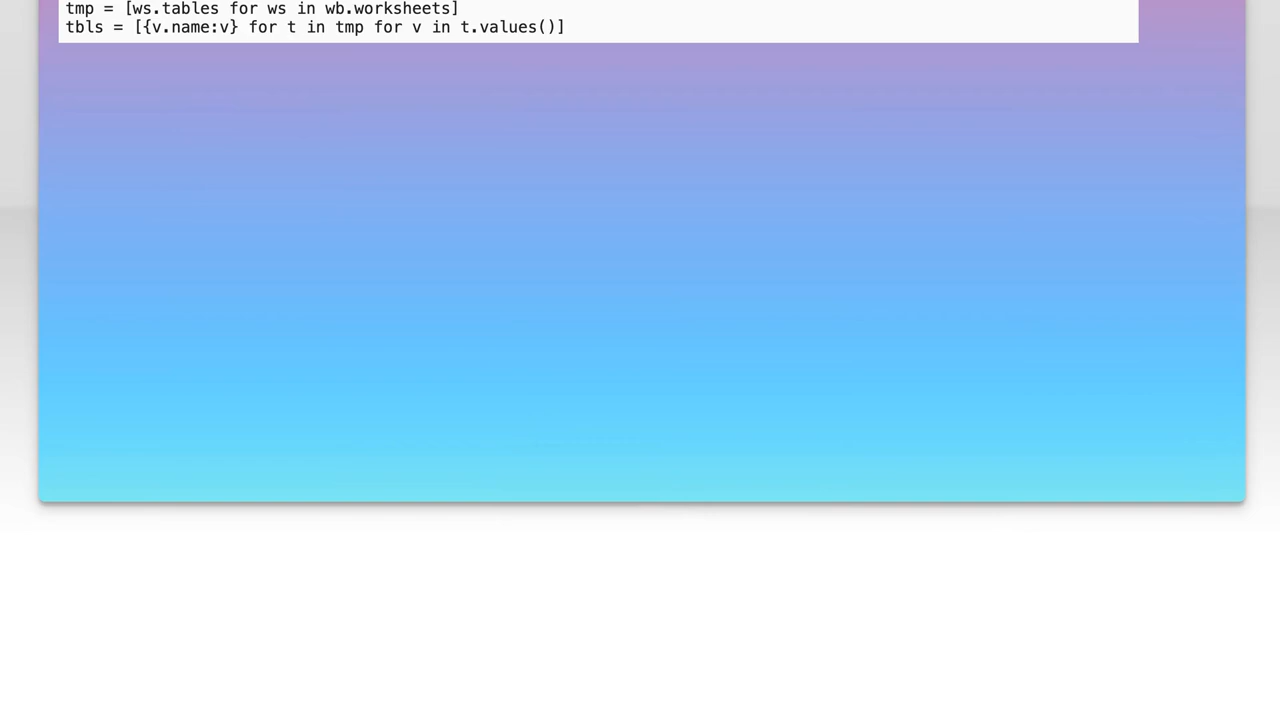 tmp = [ws.tables for ws in wb.worksheets]
tbls = [{v.name:v} for t in tmp for v in t.values()]